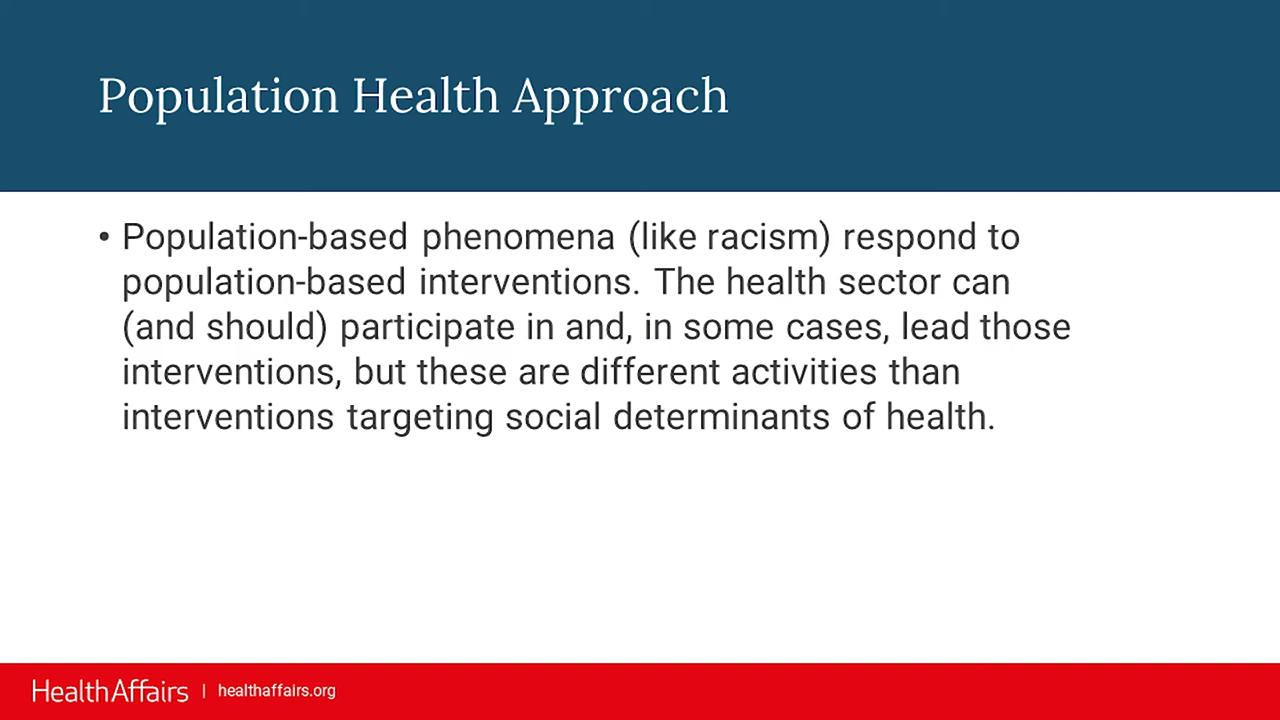 Population Health Approach
• Population-based phenomena (like racism) respond to
population-based interventions. The health sector can
(and should) participate in and, in some cases, lead those
interventions, but these are different activities than
interventions targeting social determinants of health.
HealthAffairs | healthaffairs.org